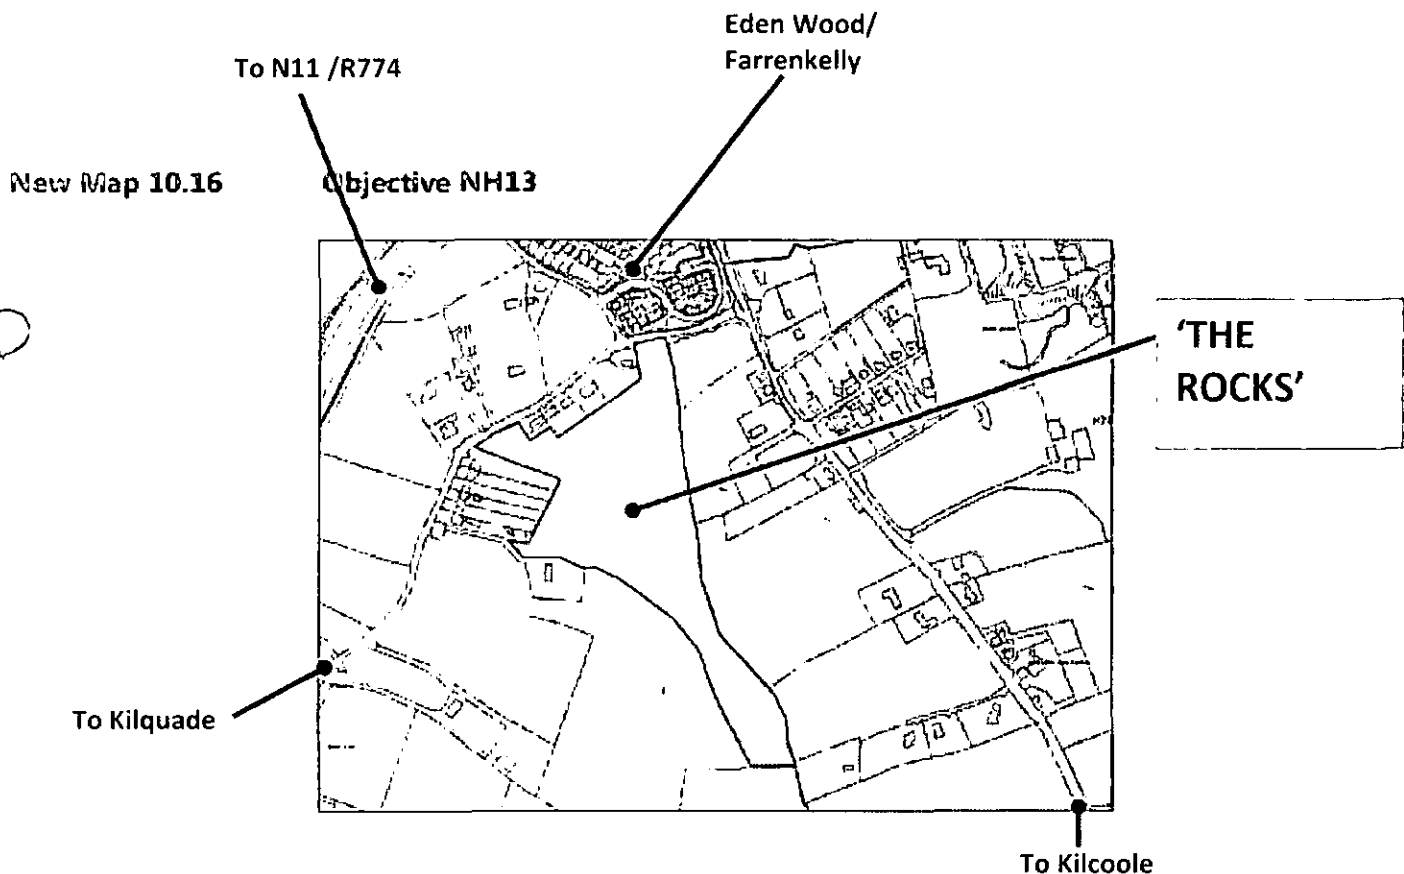 Eden Wood/
Farrenkelly
To N11 /R774
New Map 10.16 Objective NH13
'THE
ROCKS'
To Kilquade
To Kilcoole